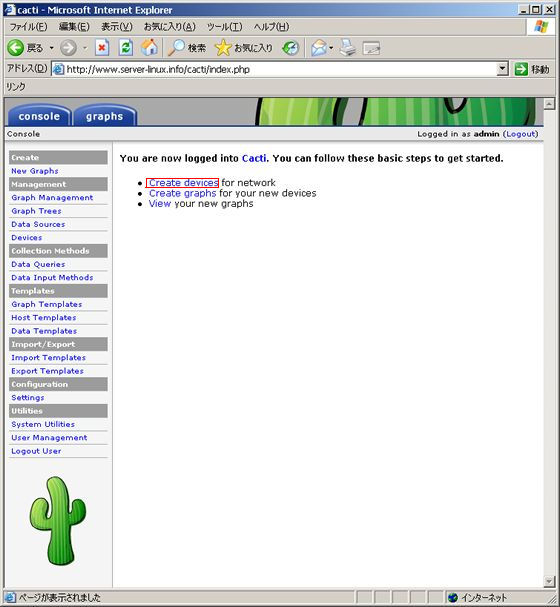 cacti - Microsoft Internet Explorer
ファイル(F) 編集(E) 表示(V) お気に入り(A) ツール(T) ヘルプ(H)
戻る 検索 お気に入り
アドレス(D) http://www.server-linux.info/cacti/index.php 移動
リンク
console graphs
Console Logged in as admin (Logout)
Create
New Graphs
Management
Graph Management
Graph Trees
Data Sources
Devices
Collection Methods
Data Queries
Data Input Methods
Templates
Graph Templates
Host Templates
Data Templates
Import/Export
Import Templates
Export Templates
Configuration
Settings
Utilities
System Utilities
User Management
Logout User
You are now logged into Cacti. You can follow these basic steps to get started.
• Create devices for network
• Create graphs for your new devices
• View your new graphs
ページが表示されました インターネット